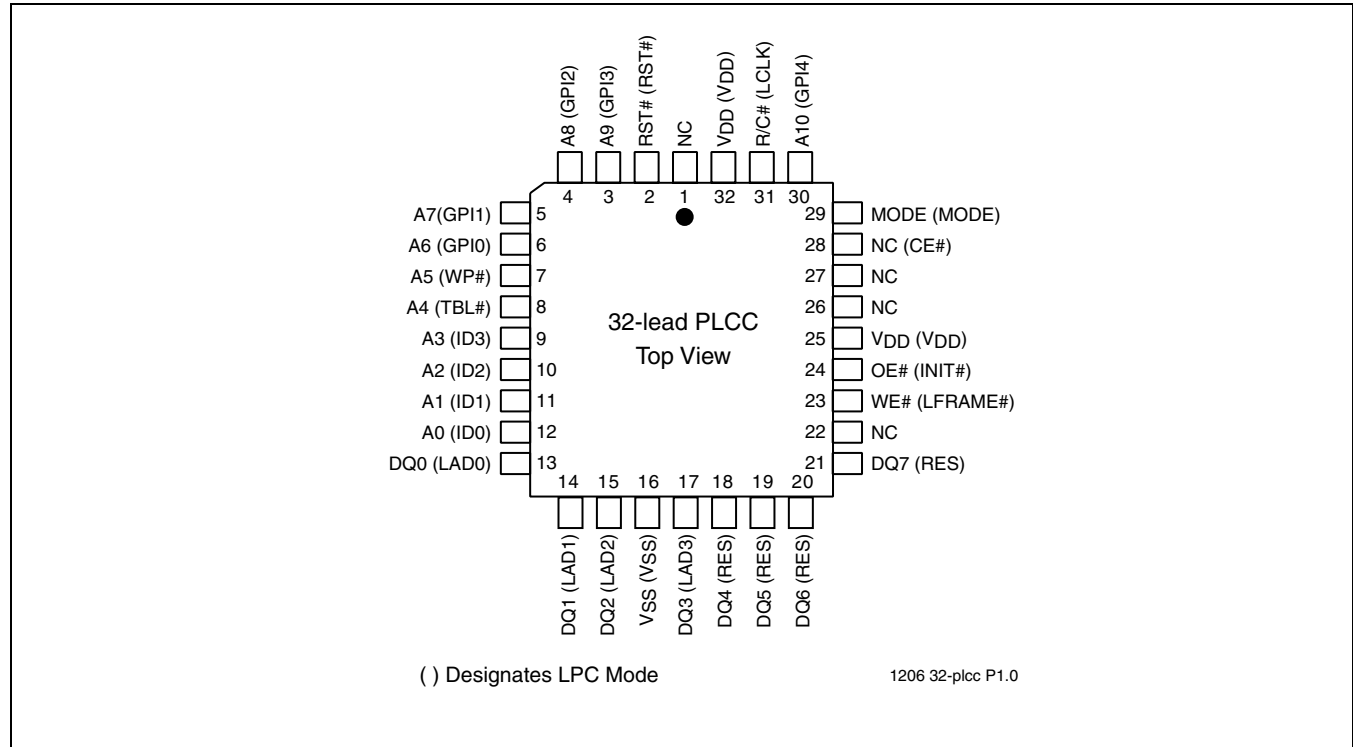 A8 (GPI2)
A9 (GPI3)
RST# (RST#)
NC
VDD (VDD)
R/C# (LCLK)
A10 (GPI4)
4 3 2 1 32 31 30
A7(GPI1) 5
A6 (GPI0) 6
A5 (WP#) 7
A4 (TBL#) 8
A3 (ID3) 9
A2 (ID2) 10
A1 (ID1) 11
A0 (ID0) 12
DQ0 (LAD0) 13
32-lead PLCC
Top View
29 MODE (MODE)
28 NC (CE#)
27 NC
26 NC
25 VDD (VDD)
24 OE# (INIT#)
23 WE# (LFRAME#)
22 NC
21 DQ7 (RES)
14 15 16 17 18 19 20
DQ1 (LAD1)
DQ2 (LAD2)
VSS (VSS)
DQ3 (LAD3)
DQ4 (RES)
DQ5 (RES)
DQ6 (RES)
( ) Designates LPC Mode
1206 32-plcc P1.0